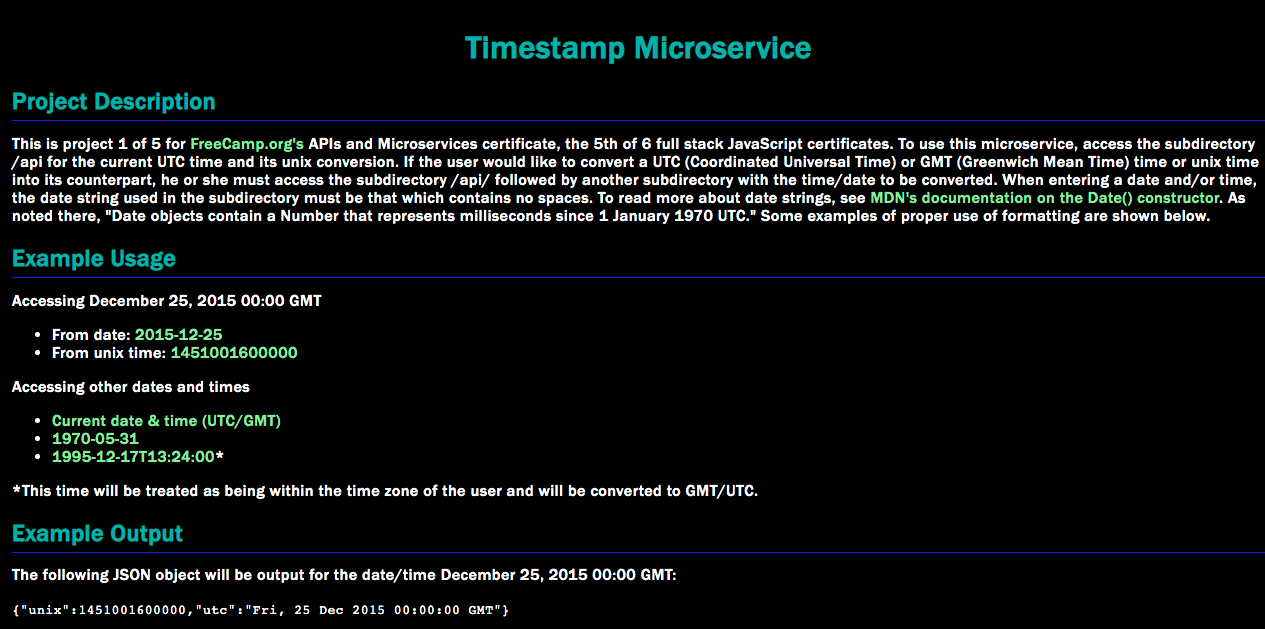 Timestamp Microservice
Project Description
This is project 1 of 5 for FreeCamp.org's APIs and Microservices certificate, the 5th of 6 full stack JavaScript certificates. To use this microservice, access the subdirectory
/api for the current UTC time and its unix conversion. If the user would like to convert a UTC (Coordinated Universal Time) or GMT (Greenwich Mean Time) time or unix time
into its counterpart, he or she must access the subdirectory /api/ followed by another subdirectory with the time/date to be converted. When entering a date and/or time,
the date string used in the subdirectory must be that which contains no spaces. To read more about date strings, see MDN's documentation on the Date() constructor. As
noted there, "Date objects contain a Number that represents milliseconds since 1 January 1970 UTC." Some examples of proper use of formatting are shown below.
Example Usage
Accessing December 25, 2015 00:00 GMT
• From date: 2015-12-25
• From unix time: 1451001600000
Accessing other dates and times
• Current date & time (UTC/GMT)
• 1970-05-31
• 1995-12-17T13:24:00*
*This time will be treated as being within the time zone of the user and will be converted to GMT/UTC.
Example Output
The following JSON object will be output for the date/time December 25, 2015 00:00 GMT:
{"unix":1451001600000,"utc":"Fri, 25 Dec 2015 00:00:00 GMT"}